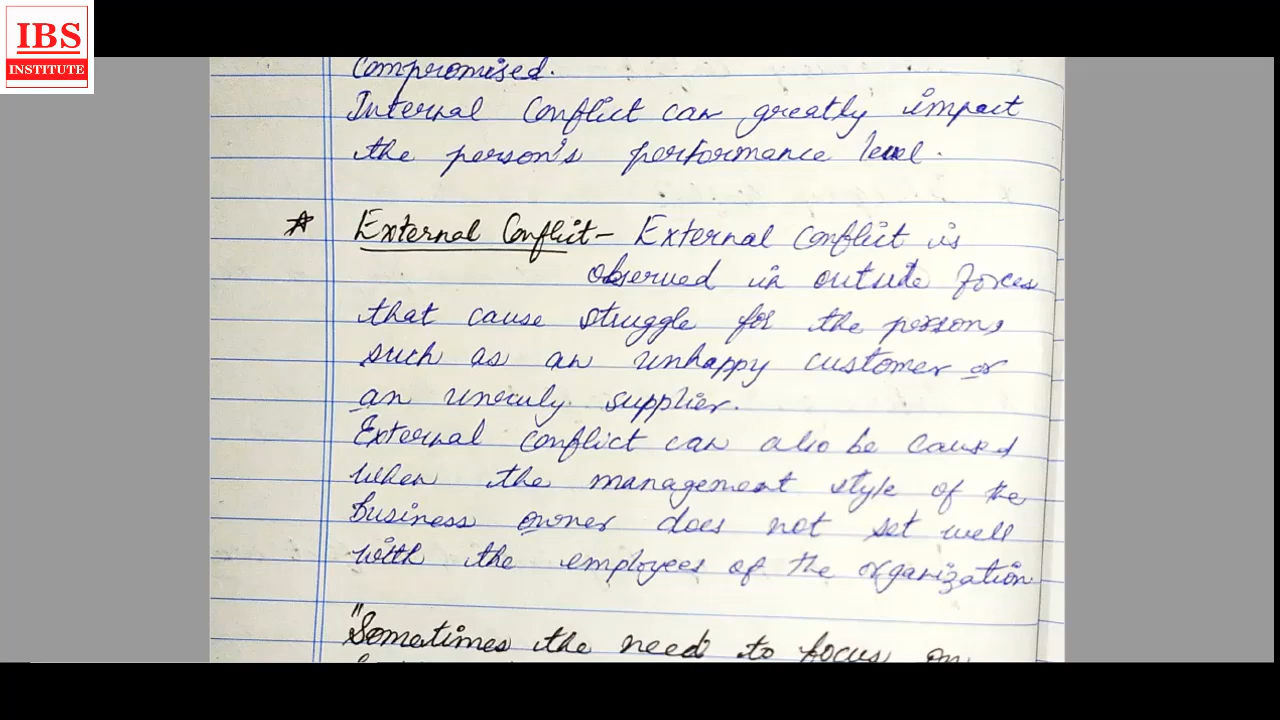 IBS
INSTITUTE
Compromised.
Internal Conflict can greatly impact
the person's performance level.
* External Conflict - External Conflict is
observed in outside forces
that cause struggle for the person,
such as an unhappy customer or
an unruly supplier.
External conflict can also be caused
when the management style of the
business owner does not set well
with the employees of the organization
"Sometimes the need to focus on